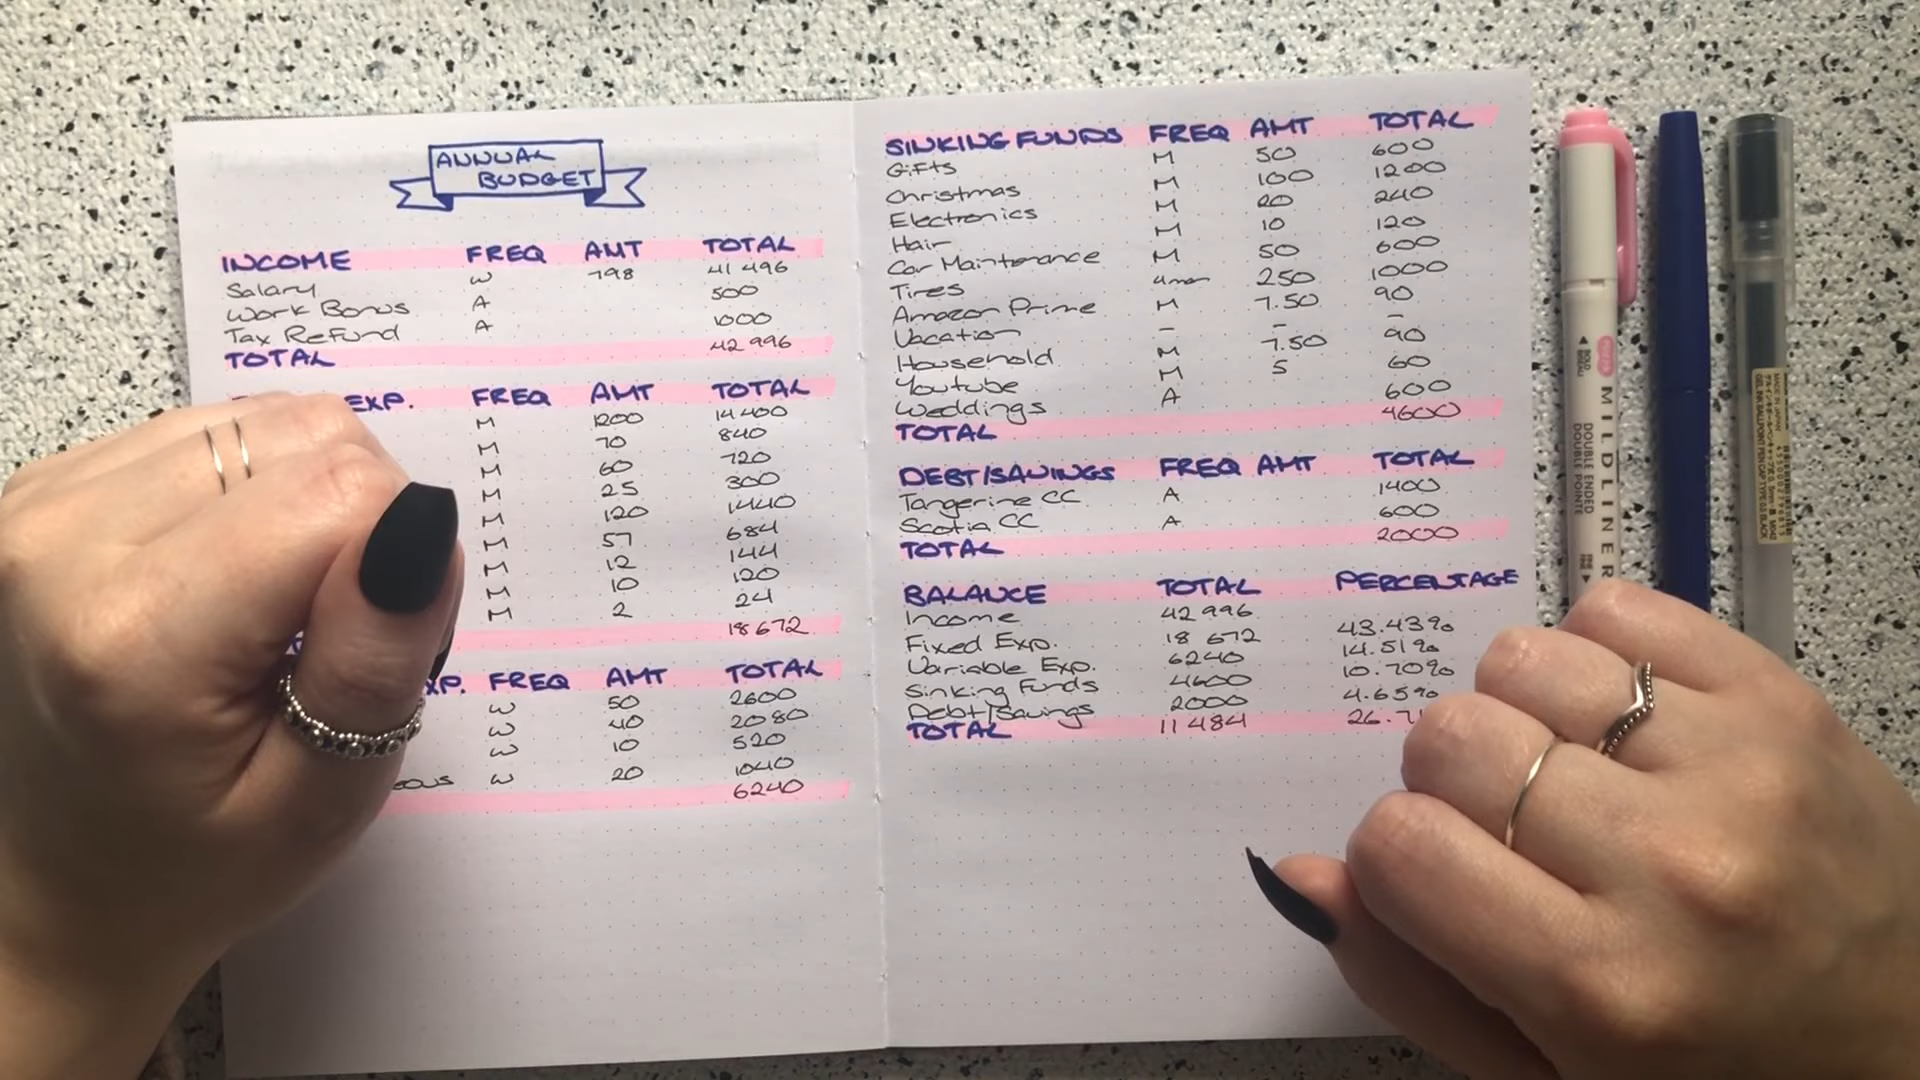 ANNUAL
BUDGET
INCOME FREQ AMT TOTAL
Salary W 798 41 496
Work Bonus A 500
Tax Refund A 1000
TOTAL 42 996
EXP. FREQ AMT TOTAL
M 1200 14 400
M 70 840
M 60 720
M 25 300
M 120 1440
M 57 684
M 12 144
M 10 120
M 2 24
18 672
XP. FREQ AMT TOTAL
W 50 2600
W 40 2080
W 10 520
eous W 20 1040
6240
SINKING FUNDS FREQ AMT TOTAL
Gifts M 50 600
Christmas M 100 1200
Electronics M 20 240
Hair M 10 120
Car Maintenance M 50 600
Tires 4mon 250 1000
Amazon Prime M 7.50 90
Vacation - - -
Household M 7.50 90
Youtube M 5 60
Weddings A 600
TOTAL 4600
DEBT/SAVINGS FREQ AMT TOTAL
Tangerine CC A 1400
Scotia CC A 600
TOTAL 2000
BALANCE TOTAL PERCENTAGE
Income 42 996
Fixed Exp. 18 672 43.43%
Variable Exp. 6240 14.51%
Sinking Funds 4600 10.70%
Debt/Savings 2000 4.65%
TOTAL 11 484 26.71
MILDLINER
DOUBLE ENDED